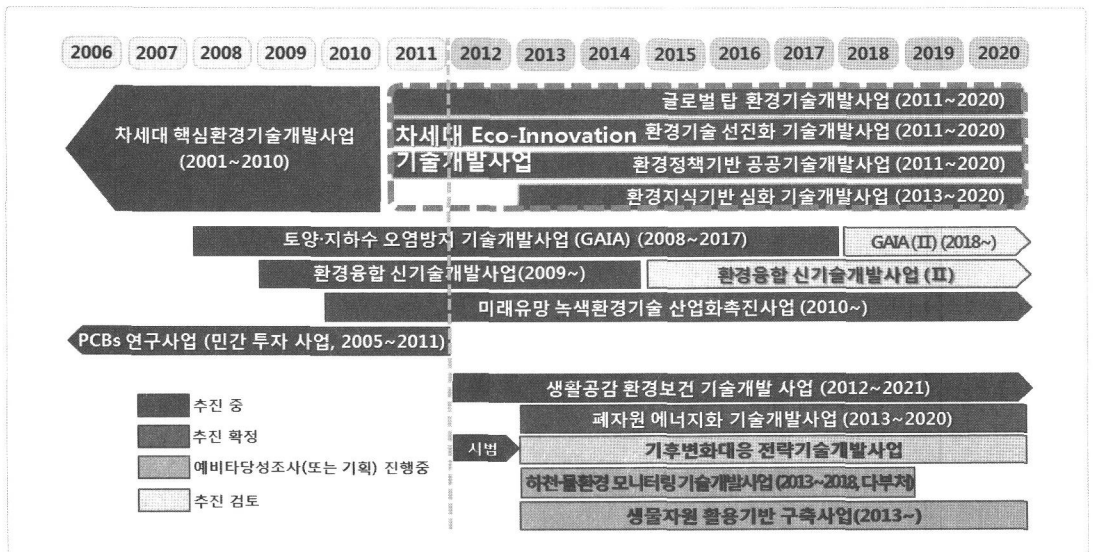 2006 2007 2008 2009 2010 2011 2012 2013 2014 2015 2016 2017 2018 2019 2020
차세대 핵심환경기술개발사업
(2001~2010)
글로벌 탑 환경기술개발사업 (2011~2020)
차세대 Eco-Innovation
기술개발사업
환경기술 선진화 기술개발사업 (2011~2020)
환경정책기반 공공기술개발사업 (2011~2020)
환경지식기반 심화 기술개발사업 (2013~2020)
토양·지하수 오염방지 기술개발사업 (GAIA) (2008~2017)
GAIA (II) (2018~)
환경융합 신기술개발사업(2009~)
환경융합 신기술개발사업 (II)
미래유망 녹색환경기술 산업화촉진사업 (2010~)
PCBs 연구사업 (민간 투자 사업, 2005~2011)
생활공감 환경보건 기술개발 사업 (2012~2021)
폐자원 에너지화 기술개발사업 (2013~2020)
시범
기후변화대응 전략기술개발사업
하천·물환경 모니터링 기술개발사업 (2013~2018, 다부처)
생물자원 활용기반 구축사업(2013~)
추진 중
추진 확정
예비타당성조사(또는 기획) 진행중
추진 검토